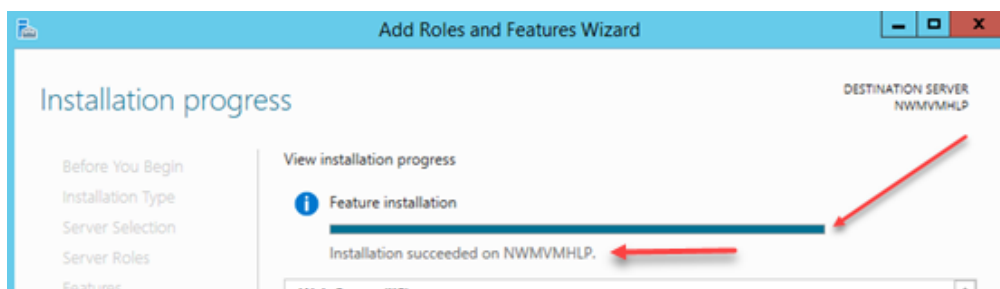 Add Roles and Features Wizard
Installation progress
DESTINATION SERVER
NWMVMHLP
Before You Begin
Installation Type
Server Selection
Server Roles
Features
View installation progress
Feature installation
Installation succeeded on NWMVMHLP.